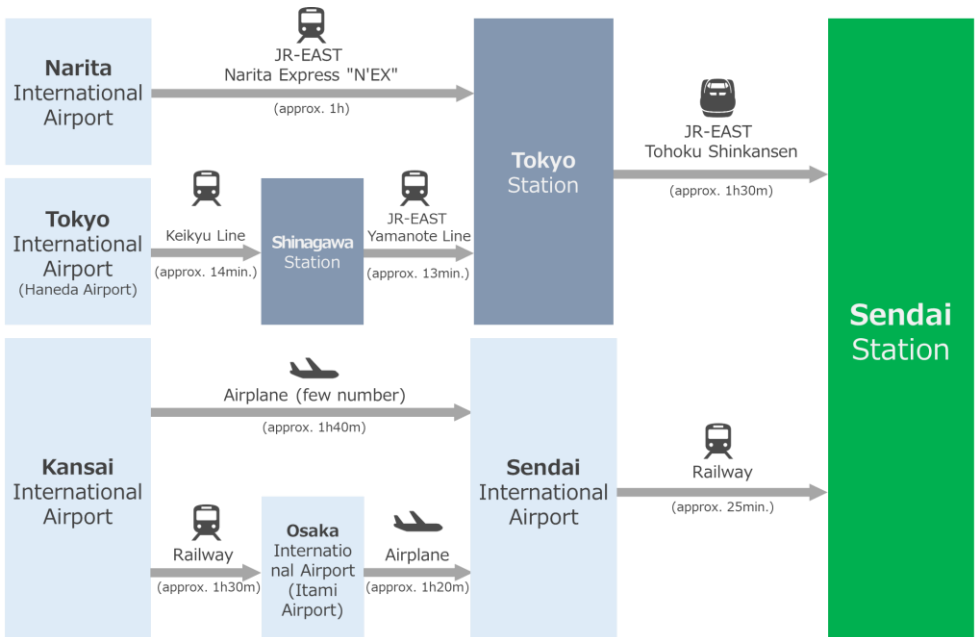 Narita
International
Airport
JR-EAST
Narita Express "N'EX"
(approx. 1h)
Tokyo
International
Airport
(Haneda Airport)
Keikyu Line
(approx. 14min.)
Shinagawa
Station
JR-EAST
Yamanote Line
(approx. 13min.)
Tokyo
Station
JR-EAST
Tohoku Shinkansen
(approx. 1h30m)
Kansai
International
Airport
Airplane (few number)
(approx. 1h40m)
Railway
(approx. 1h30m)
Osaka
Internatio
nal Airport
(Itami
Airport)
Airplane
(approx. 1h20m)
Sendai
International
Airport
Railway
(approx. 25min.)
Sendai
Station